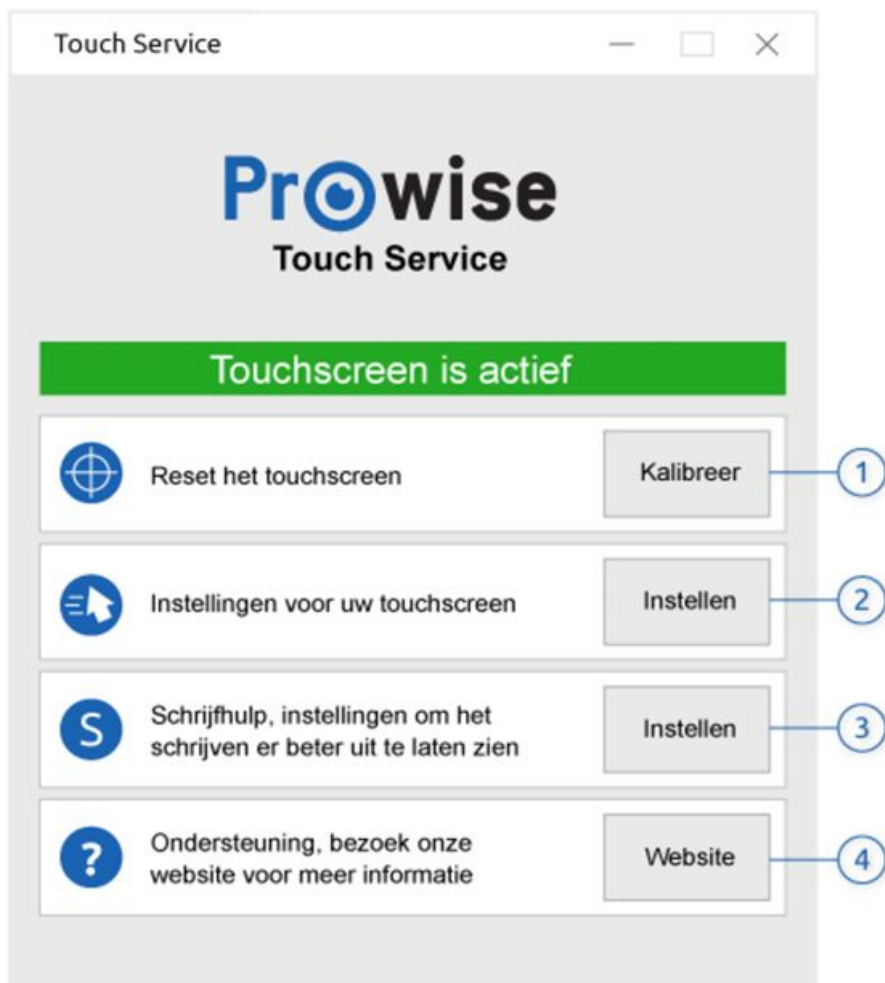 Touch Service
Prowise
Touch Service
Touchscreen is actief
Reset het touchscreen
Kalibreer
1
Instellingen voor uw touchscreen
Instellen
2
S
Schrijfhulp, instellingen om het
schrijven er beter uit te laten zien
Instellen
3
?
Ondersteuning, bezoek onze
website voor meer informatie
Website
4